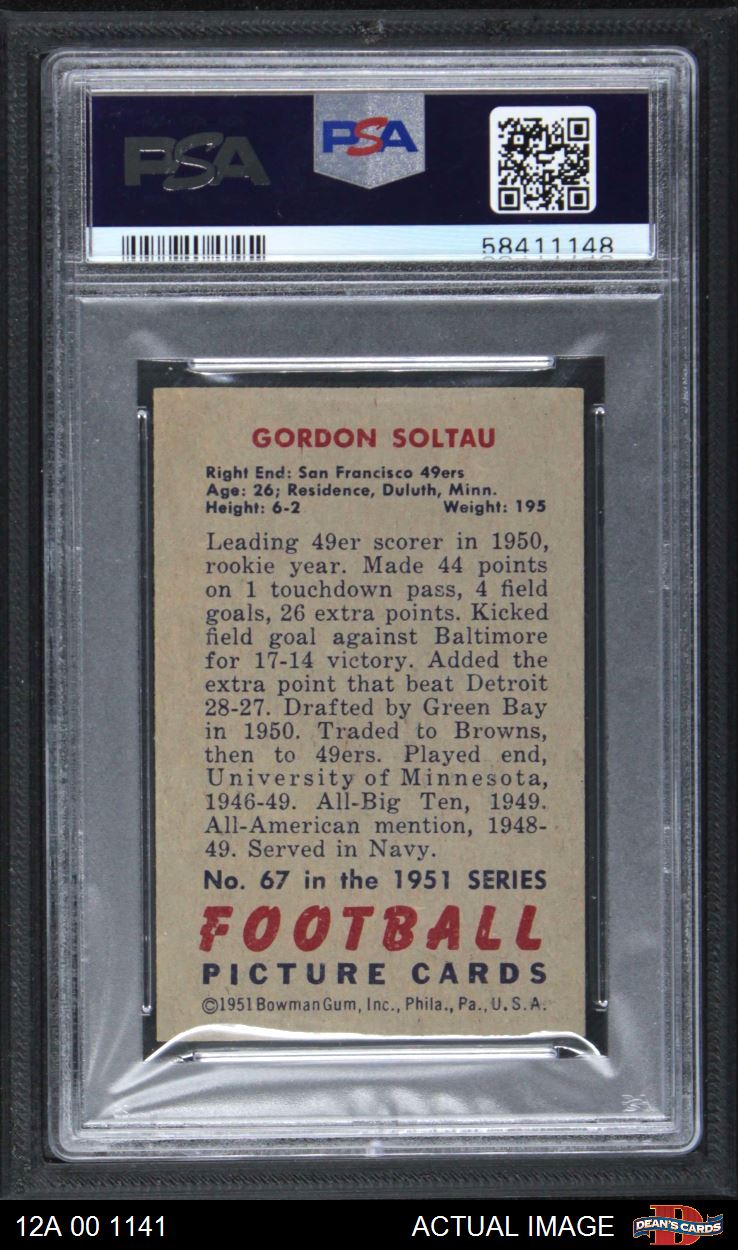 PSA
PSA
58411148
GORDON SOLTAU
Right End: San Francisco 49ers
Age: 26; Residence, Duluth, Minn.
Height: 6-2 Weight: 195
Leading 49er scorer in 1950,
rookie year. Made 44 points
on 1 touchdown pass, 4 field
goals, 26 extra points. Kicked
field goal against Baltimore
for 17-14 victory. Added the
extra point that beat Detroit
28-27. Drafted by Green Bay
in 1950. Traded to Browns,
then to 49ers. Played end,
University of Minnesota,
1946-49. All-Big Ten, 1949.
All-American mention, 1948-
49. Served in Navy.
No. 67 in the 1951 SERIES
FOOTBALL
PICTURE CARDS
©1951 Bowman Gum, Inc., Phila., Pa., U.S.A.
12A 00 1141 ACTUAL IMAGE DEAN'S CARDS